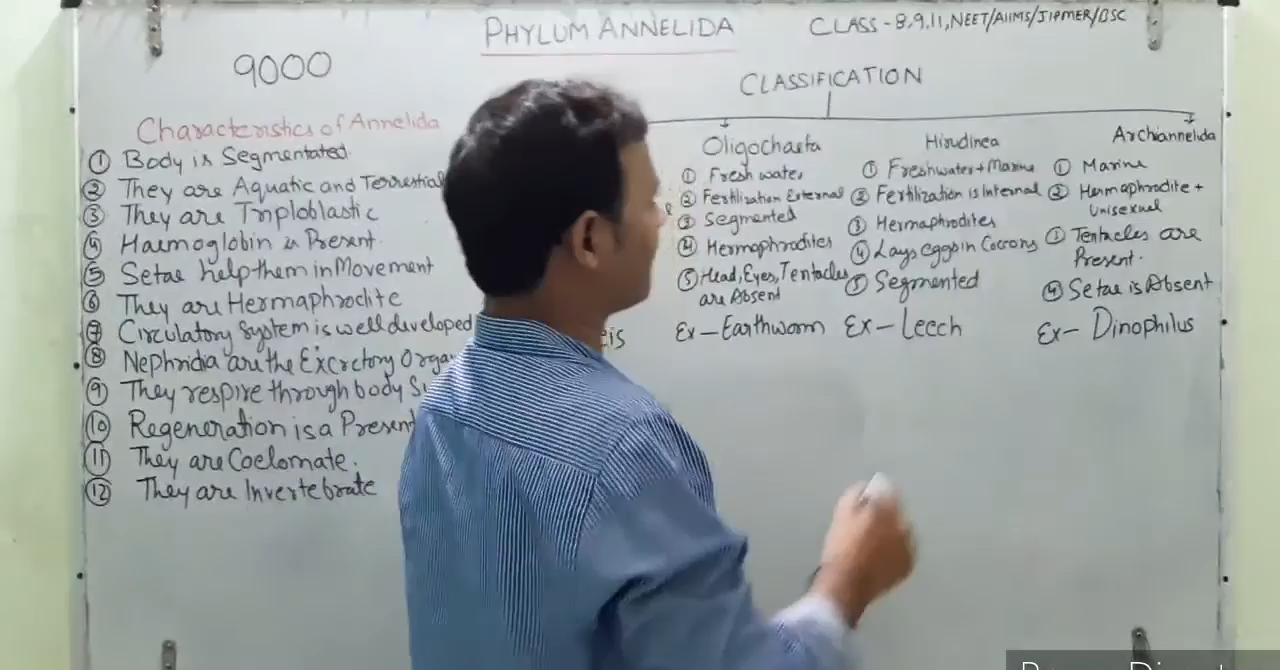 PHYLUM ANNELIDA
CLASS - 8,9,11, NEET/AIIMS/JIPMER/BSC
9000
CLASSIFICATION
Characteristics of Annelida
① Body is Segmentated.
② They are Aquatic and Terrestial
③ They are Triploblastic
④ Haemoglobin is Present.
⑤ Setae help them in Movement
⑥ They are Hermaphrodite
⑦ Circulatory System is well developed
⑧ Nephridia are the Excretory Orga
⑨ They respire through body Su
⑩ Regeneration is a Present
⑪ They are Coelomate.
⑫ They are Invertebrate
eis
Oligochaeta
① Fresh water
② Fertilization External
③ Segmented
④ Hermaphrodites
⑤ Head, Eyes, Tentacles
are Absent
Ex - Earthworm
Hirudinea
① Freshwater + Marine
② Fertilization is Internal
③ Hermaphrodites
④ Lays eggs in Cocoons
⑤ Segmented
Ex - Leech
Archiannelida
① Marine
② Hermaphrodite +
Unisexual
① Tentacles are
Present.
④ Setae is Absent
Ex - Dinophilus